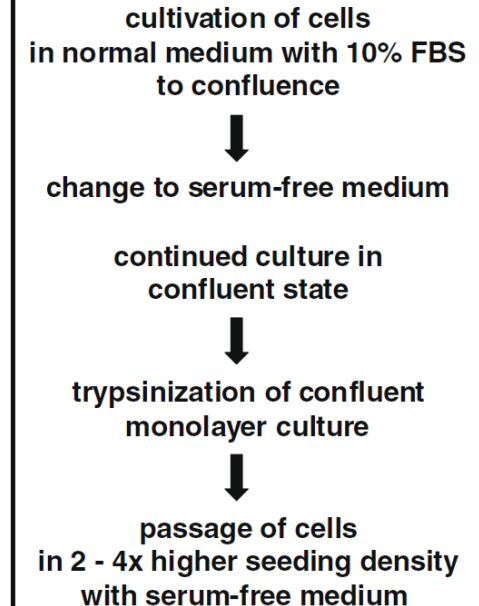 cultivation of cells
in normal medium with 10% FBS
to confluence
change to serum-free medium
continued culture in
confluent state
trypsinization of confluent
monolayer culture
passage of cells
in 2 - 4x higher seeding density
with serum-free medium